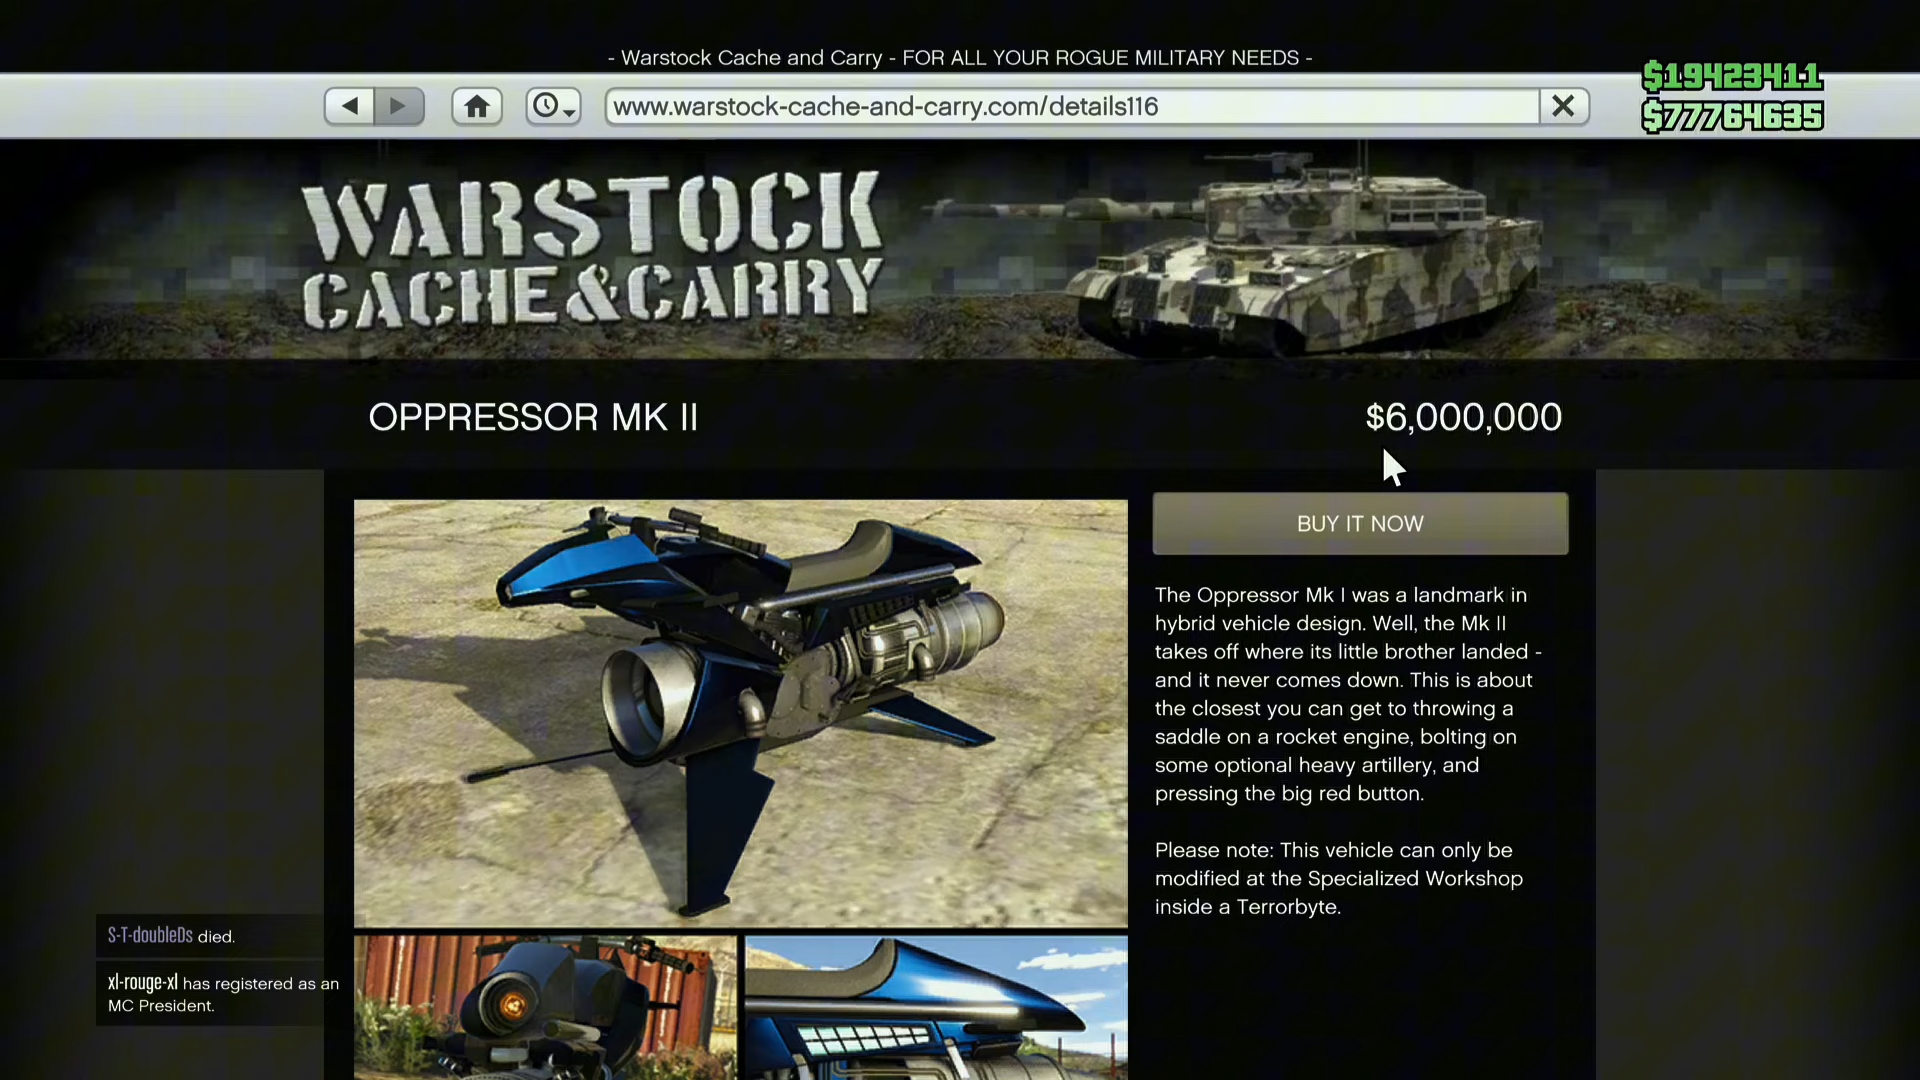 - Warstock Cache and Carry - FOR ALL YOUR ROGUE MILITARY NEEDS -
www.warstock-cache-and-carry.com/details116
$19423411
$77764635
WARSTOCK
CACHE&CARRY
OPPRESSOR MK II
$6,000,000
BUY IT NOW
The Oppressor Mk I was a landmark in
hybrid vehicle design. Well, the Mk II
takes off where its little brother landed -
and it never comes down. This is about
the closest you can get to throwing a
saddle on a rocket engine, bolting on
some optional heavy artillery, and
pressing the big red button.
Please note: This vehicle can only be
modified at the Specialized Workshop
inside a Terrorbyte.
S-T-doubleDs died.
xl-rouge-xl has registered as an
MC President.